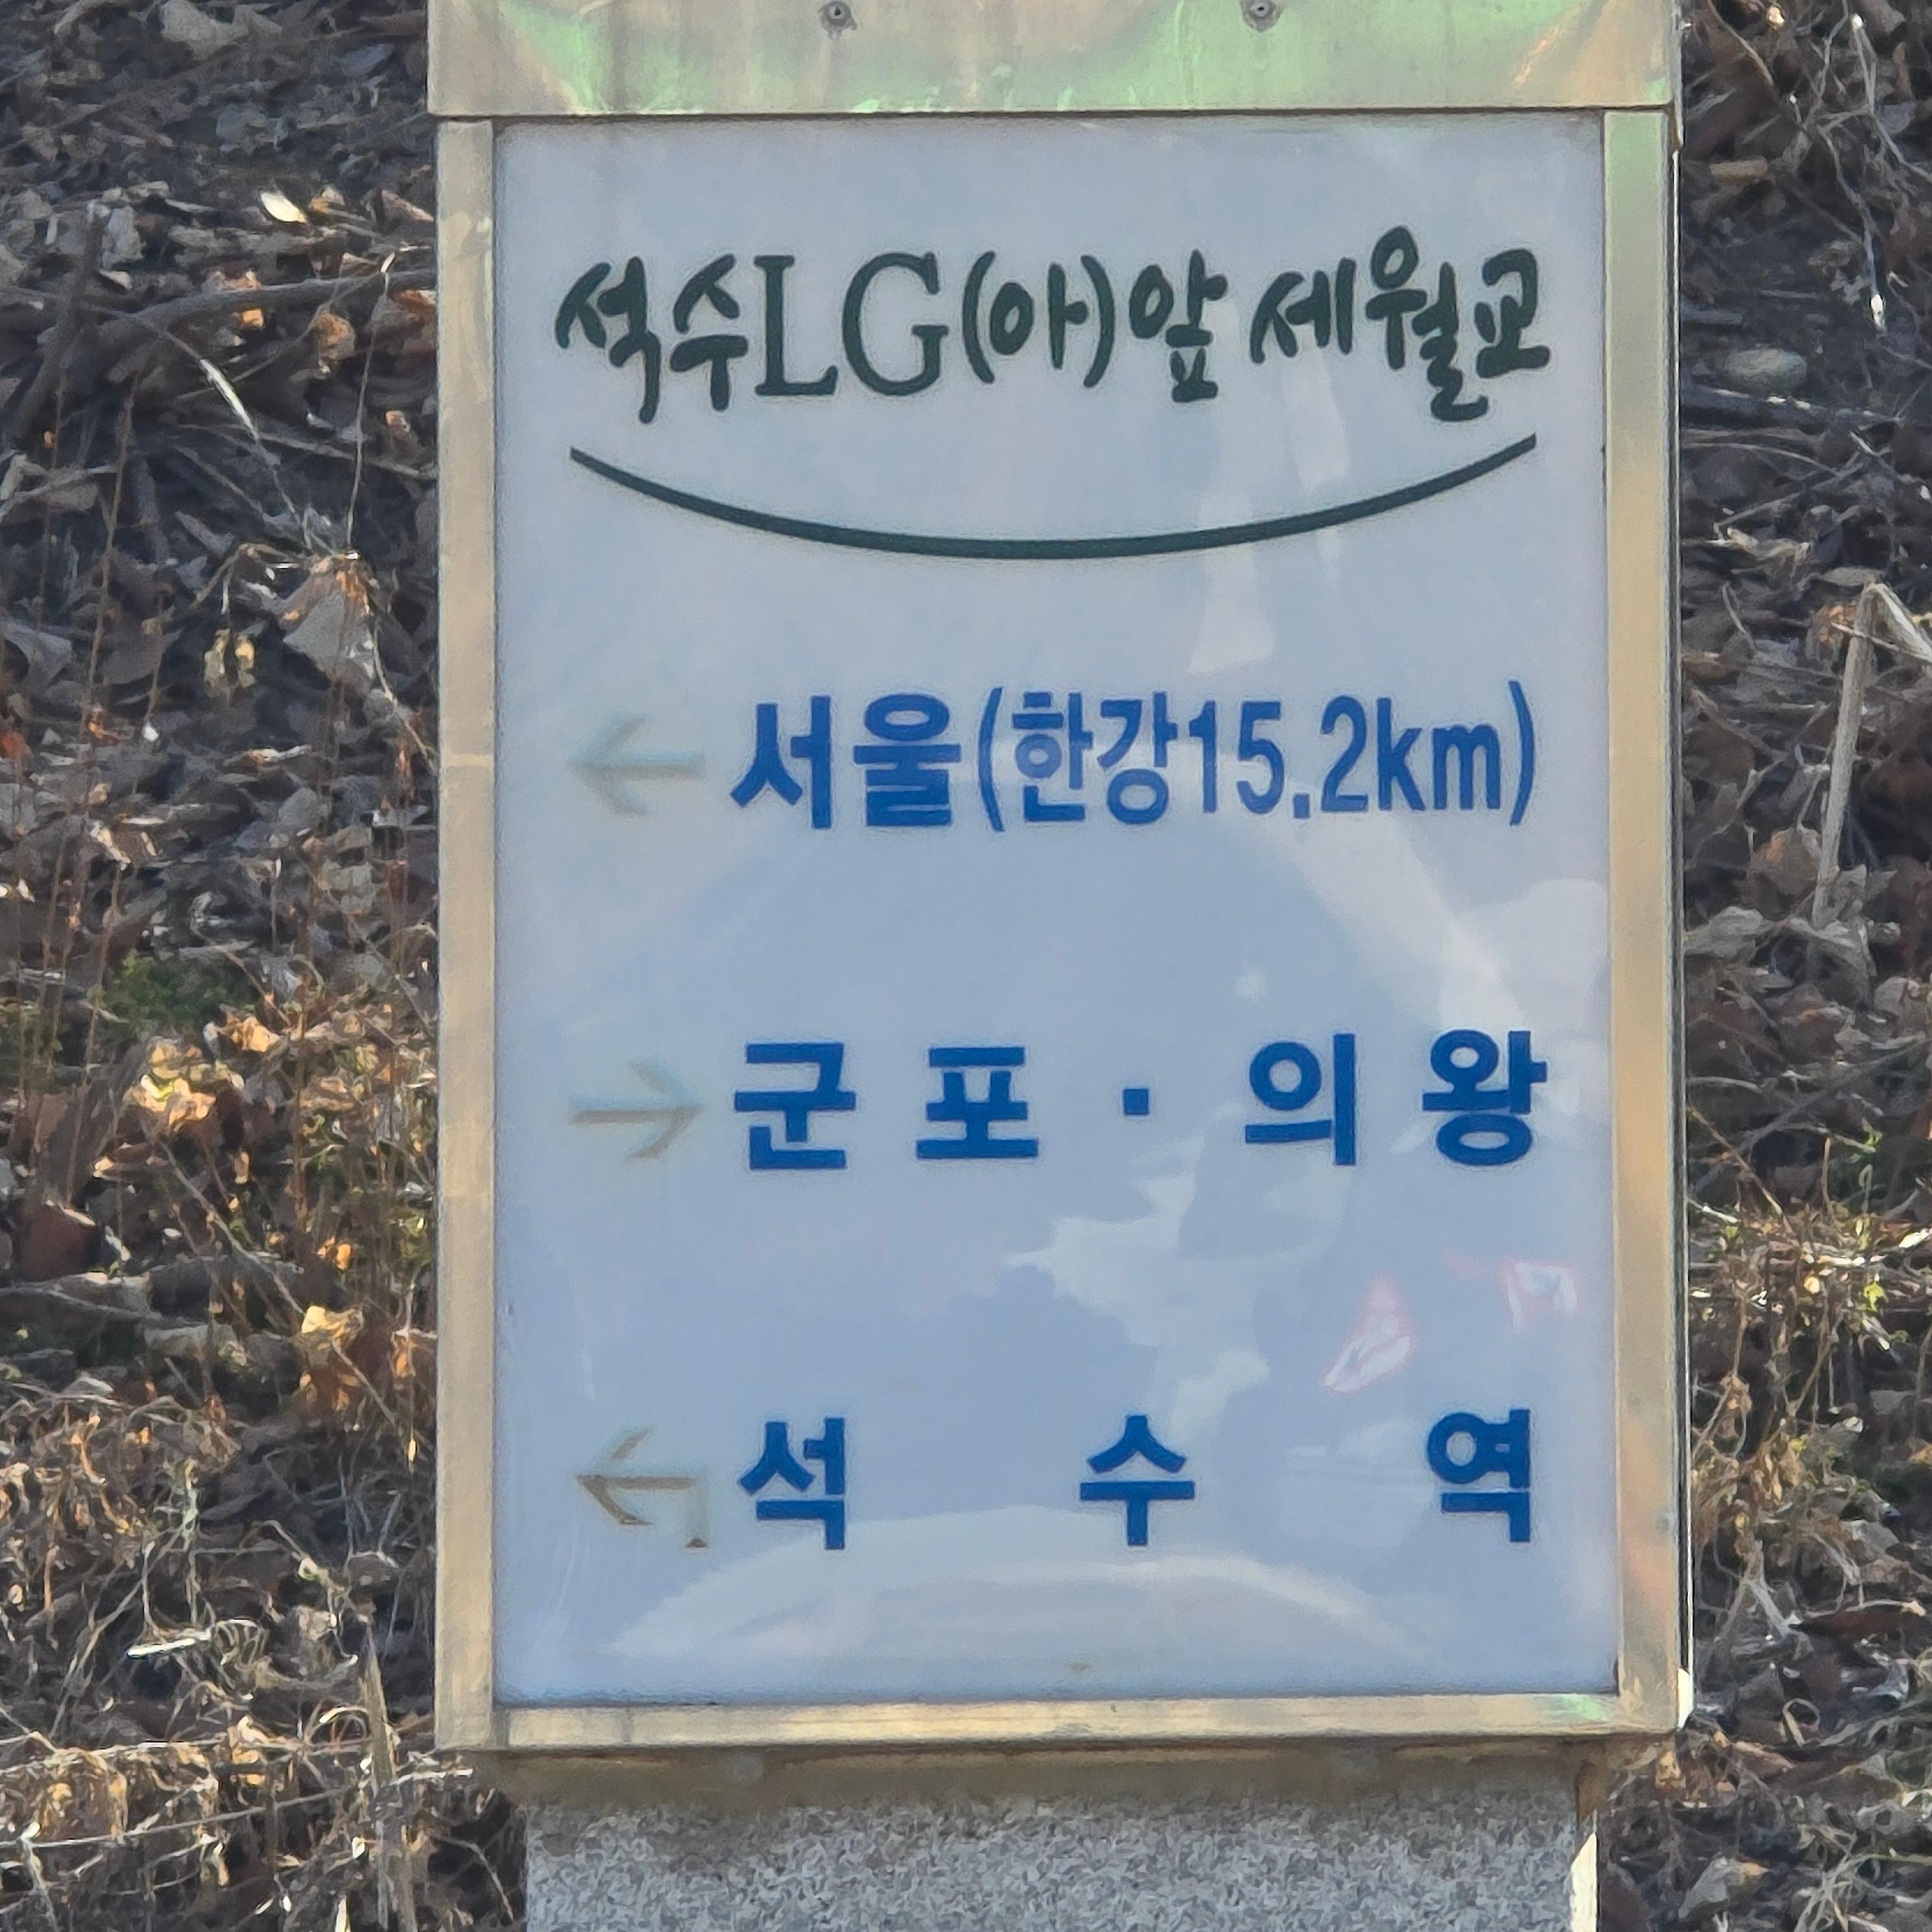 석수LG(아)앞 세월교
← 서울(한강15.2km)
→ 군포 · 의왕
← 석수역